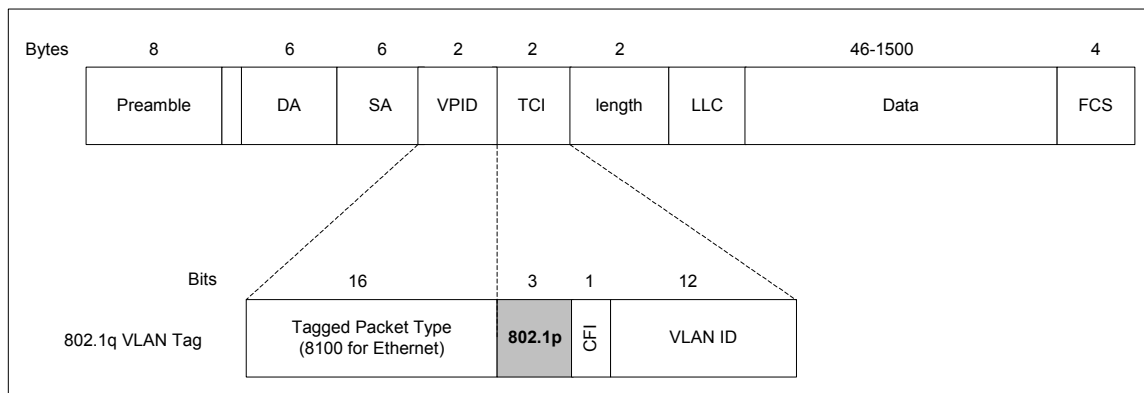 Bytes 8 6 6 2 2 2 46-1500 4
Preamble DA SA VPID TCI length LLC Data FCS
Bits 16 3 1 12
802.1q VLAN Tag
Tagged Packet Type
(8100 for Ethernet)
802.1p
CFI
VLAN ID